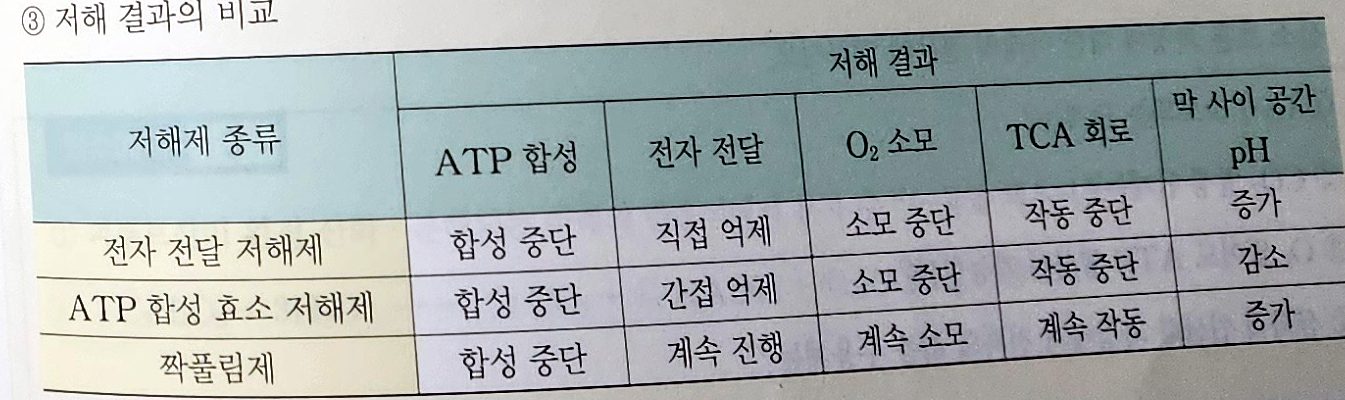 ③ 저해 결과의 비교
저해제 종류 저해 결과
ATP 합성 전자 전달 O₂ 소모 TCA 회로 막 사이 공간 pH
전자 전달 저해제 합성 중단 직접 억제 소모 중단 작동 중단 증가
ATP 합성 효소 저해제 합성 중단 간접 억제 소모 중단 작동 중단 감소
짝풀림제 합성 중단 계속 진행 계속 소모 계속 작동 증가